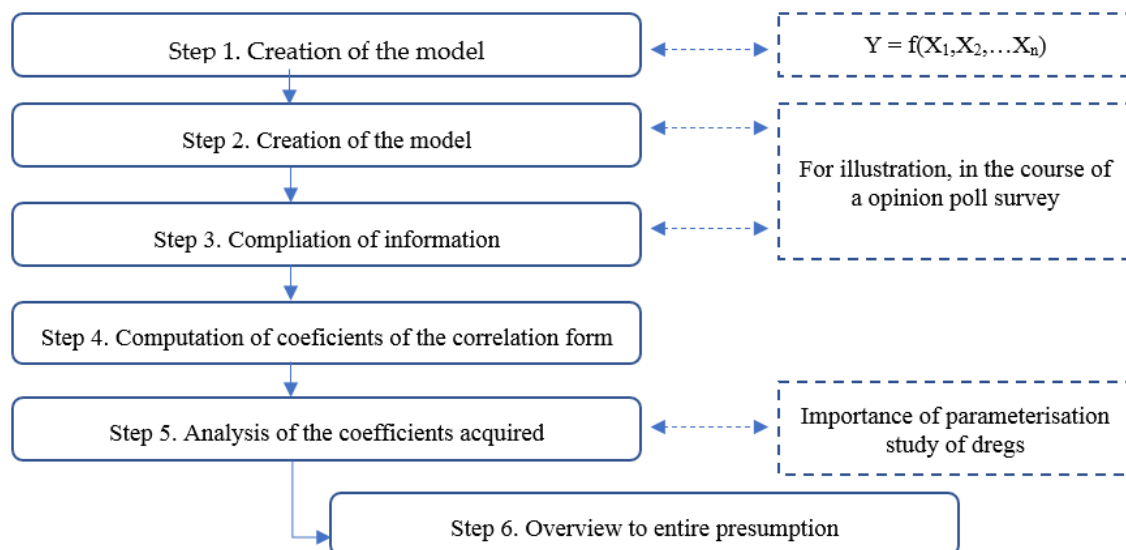 Step 1. Creation of the model
Y = f(X₁,X₂,…Xₙ)
Step 2. Creation of the model
For illustration, in the course of
a opinion poll survey
Step 3. Compliation of information
Step 4. Computation of coeficients of the correlation form
Step 5. Analysis of the coefficients acquired
Importance of parameterisation
study of dregs
Step 6. Overview to entire presumption